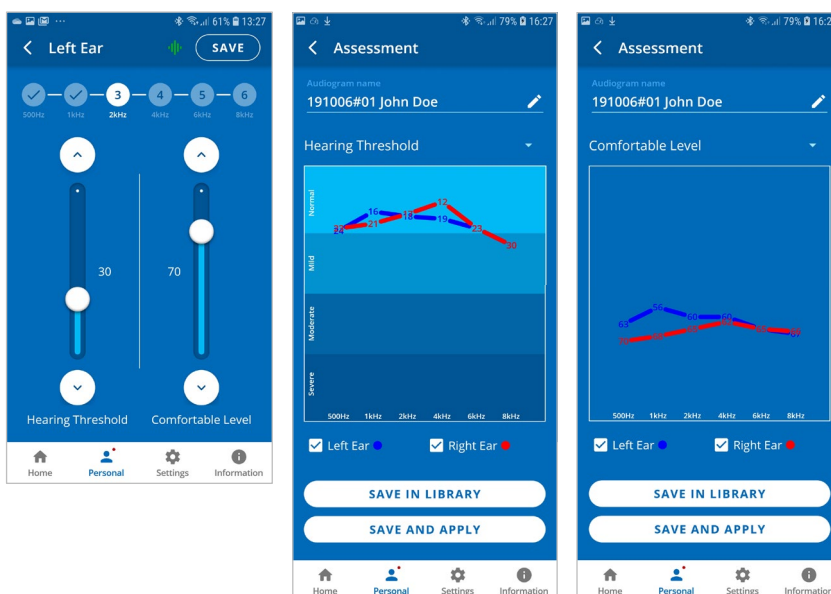 61% 13:27
Left Ear
SAVE
3 4 5 6
500Hz 1kHz 2kHz 4kHz 6kHz 8kHz
30 70
Hearing Threshold Comfortable Level
Home Personal Settings Information
79% 16:27
Assessment
Audiogram name
191006#01 John Doe
Hearing Threshold
Normal
Mild
Moderate
Severe
24 16 18 19 23
21 12 30
500Hz 1kHz 2kHz 4kHz 6kHz 8kHz
Left Ear Right Ear
SAVE IN LIBRARY
SAVE AND APPLY
Home Personal Settings Information
79% 16:2
Assessment
Audiogram name
191006#01 John Doe
Comfortable Level
63 56 60 60 67
500Hz 1kHz 2kHz 4kHz 6kHz 8kHz
Left Ear Right Ear
SAVE IN LIBRARY
SAVE AND APPLY
Home Personal Settings Information